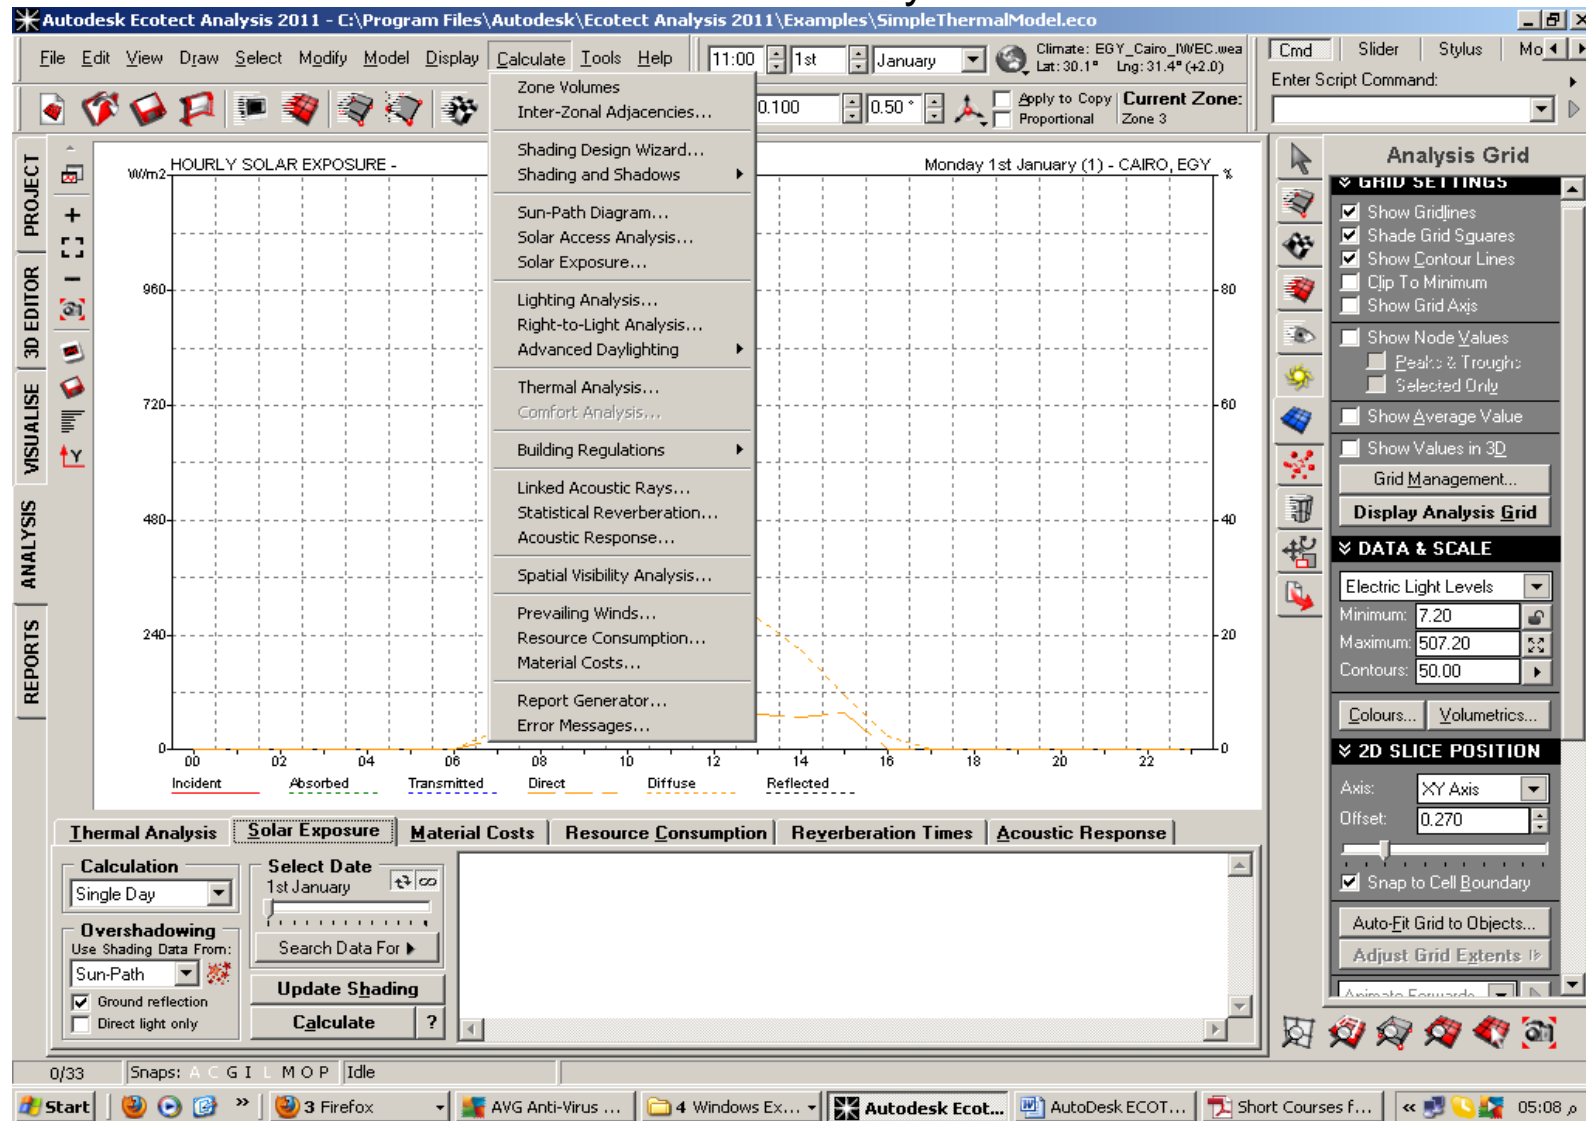 Autodesk Ecotect Analysis 2011 - C:\Program Files\Autodesk\Ecotect Analysis 2011\Examples\SimpleThermalModel.eco
File Edit View Draw Select Modify Model Display Calculate Tools Help
11:00 1st January
Climate: EGY_Cairo_IWEC.wea
Lat: 30.1° Lng: 31.4° (+2.0)
Cmd Slider Stylus Mo
Enter Script Command:
0.100 0.50 °
Apply to Copy
Proportional
Current Zone:
Zone 3
PROJECT
3D EDITOR
VISUALISE
ANALYSIS
REPORTS
Zone Volumes
Inter-Zonal Adjacencies...
Shading Design Wizard...
Shading and Shadows
Sun-Path Diagram...
Solar Access Analysis...
Solar Exposure...
Lighting Analysis...
Right-to-Light Analysis...
Advanced Daylighting
Thermal Analysis...
Comfort Analysis...
Building Regulations
Linked Acoustic Rays...
Statistical Reverberation...
Acoustic Response...
Spatial Visibility Analysis...
Prevailing Winds...
Resource Consumption...
Material Costs...
Report Generator...
Error Messages...
W/m2 HOURLY SOLAR EXPOSURE - Monday 1st January (1) - CAIRO, EGY %
960 80
720 60
480 40
240 20
0 0
00 02 04 06 08 10 12 14 16 18 20 22
Incident Absorbed Transmitted Direct Diffuse Reflected
Thermal Analysis Solar Exposure Material Costs Resource Consumption Reverberation Times Acoustic Response
Calculation
Single Day
Overshadowing
Use Shading Data From:
Sun-Path
Ground reflection
Direct light only
Select Date
1st January
Search Data For
Update Shading
Calculate ?
Analysis Grid
GRID SETTINGS
Show Gridlines
Shade Grid Squares
Show Contour Lines
Clip To Minimum
Show Grid Axis
Show Node Values
Peaks & Troughs
Selected Only
Show Average Value
Show Values in 3D
Grid Management...
Display Analysis Grid
DATA & SCALE
Electric Light Levels
Minimum: 7.20
Maximum: 507.20
Contours: 50.00
Colours... Volumetrics...
2D SLICE POSITION
Axis: XY Axis
Offset: 0.270
Snap to Cell Boundary
Auto-Fit Grid to Objects...
Adjust Grid Extents
Animate Forwards
0/33 Snaps: A C G I L M O P Idle
Start » 3 Firefox AVG Anti-Virus ... 4 Windows Ex... Autodesk Ecot... AutoDesk ECOT... Short Courses f... « 05:08 م